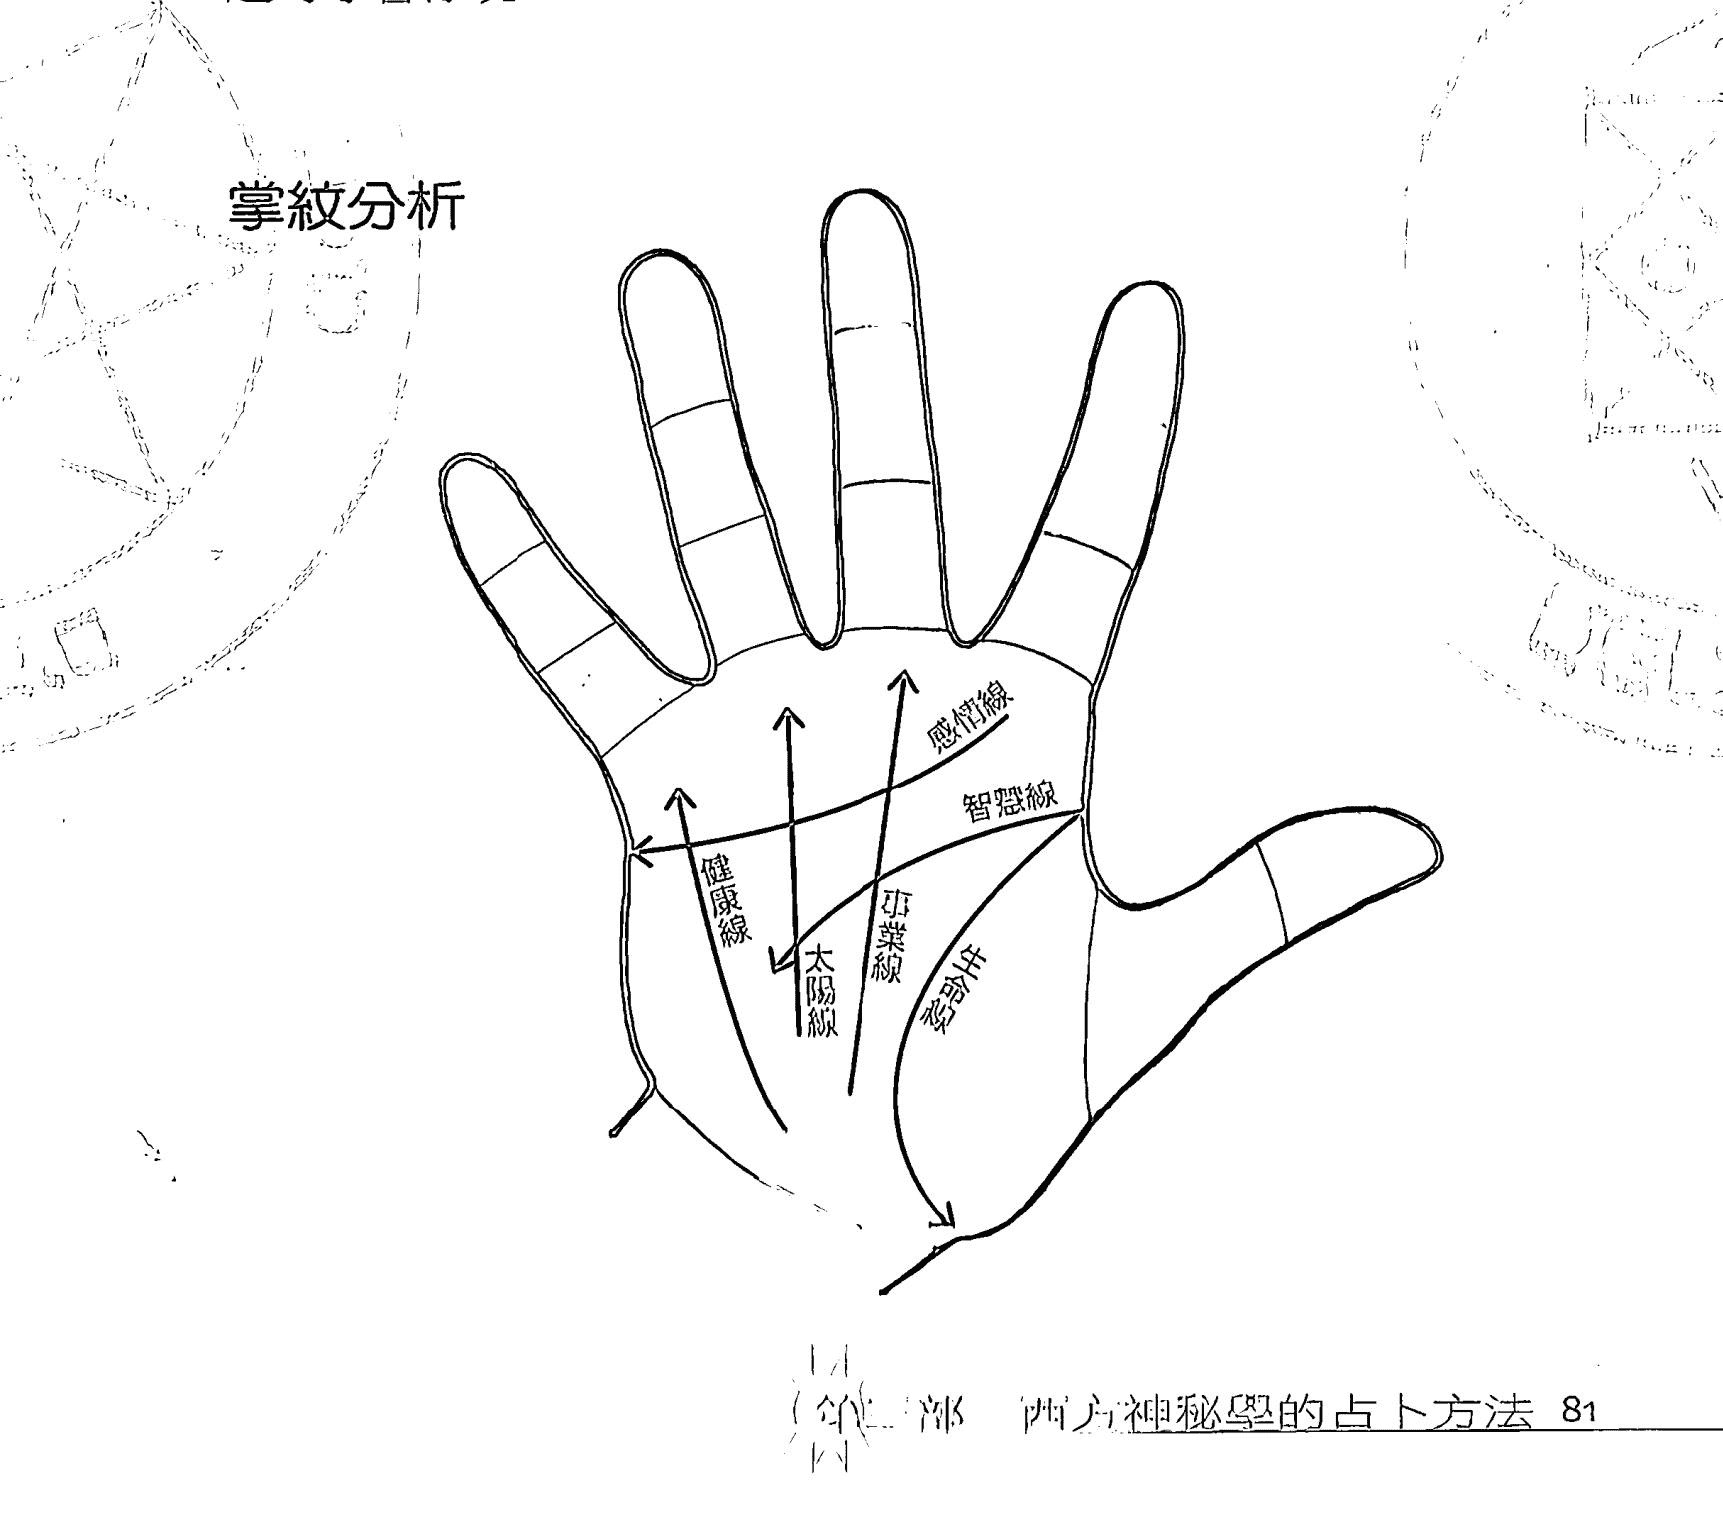 掌紋分析
感情線
智慧線
健康線
太陽線
事業線
生命線
第二部 西方神秘學的占卜方法 81